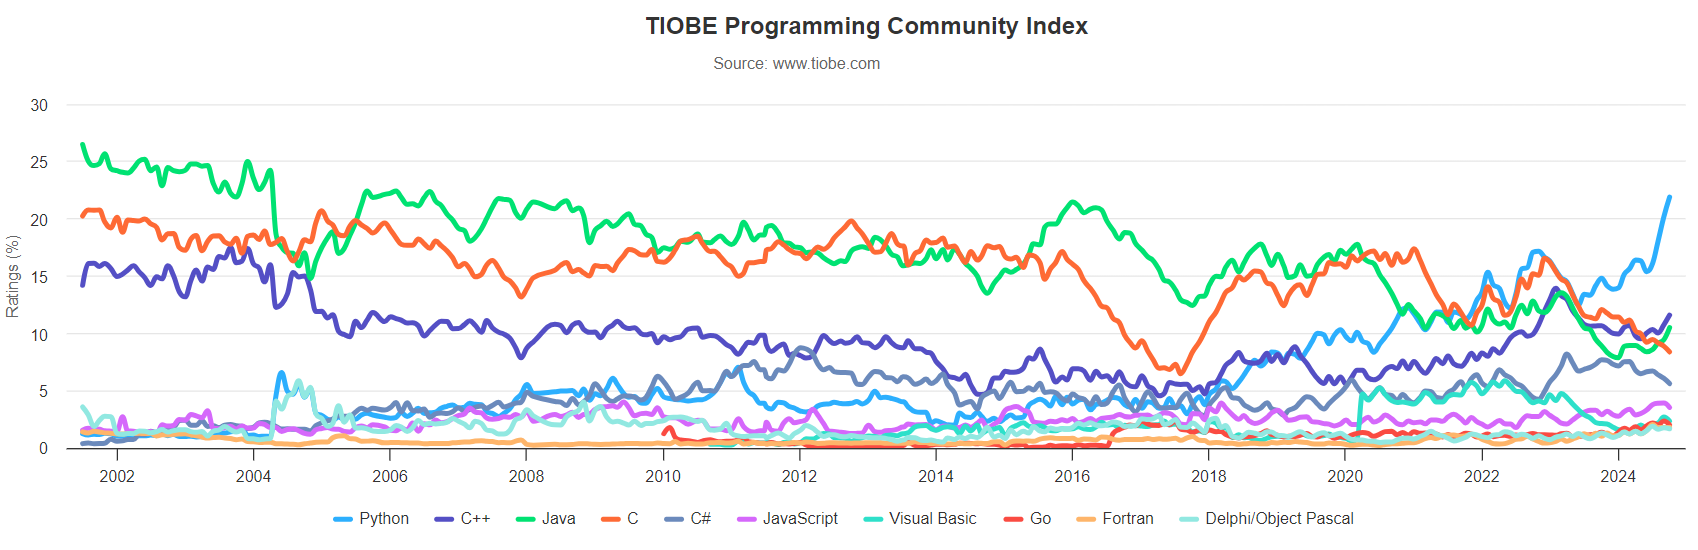 TIOBE Programming Community Index
Source: www.tiobe.com
Ratings (%)
30
25
20
15
10
5
0
2002 2004 2006 2008 2010 2012 2014 2016 2018 2020 2022 2024
Python C++ Java C C# JavaScript Visual Basic Go Fortran Delphi/Object Pascal